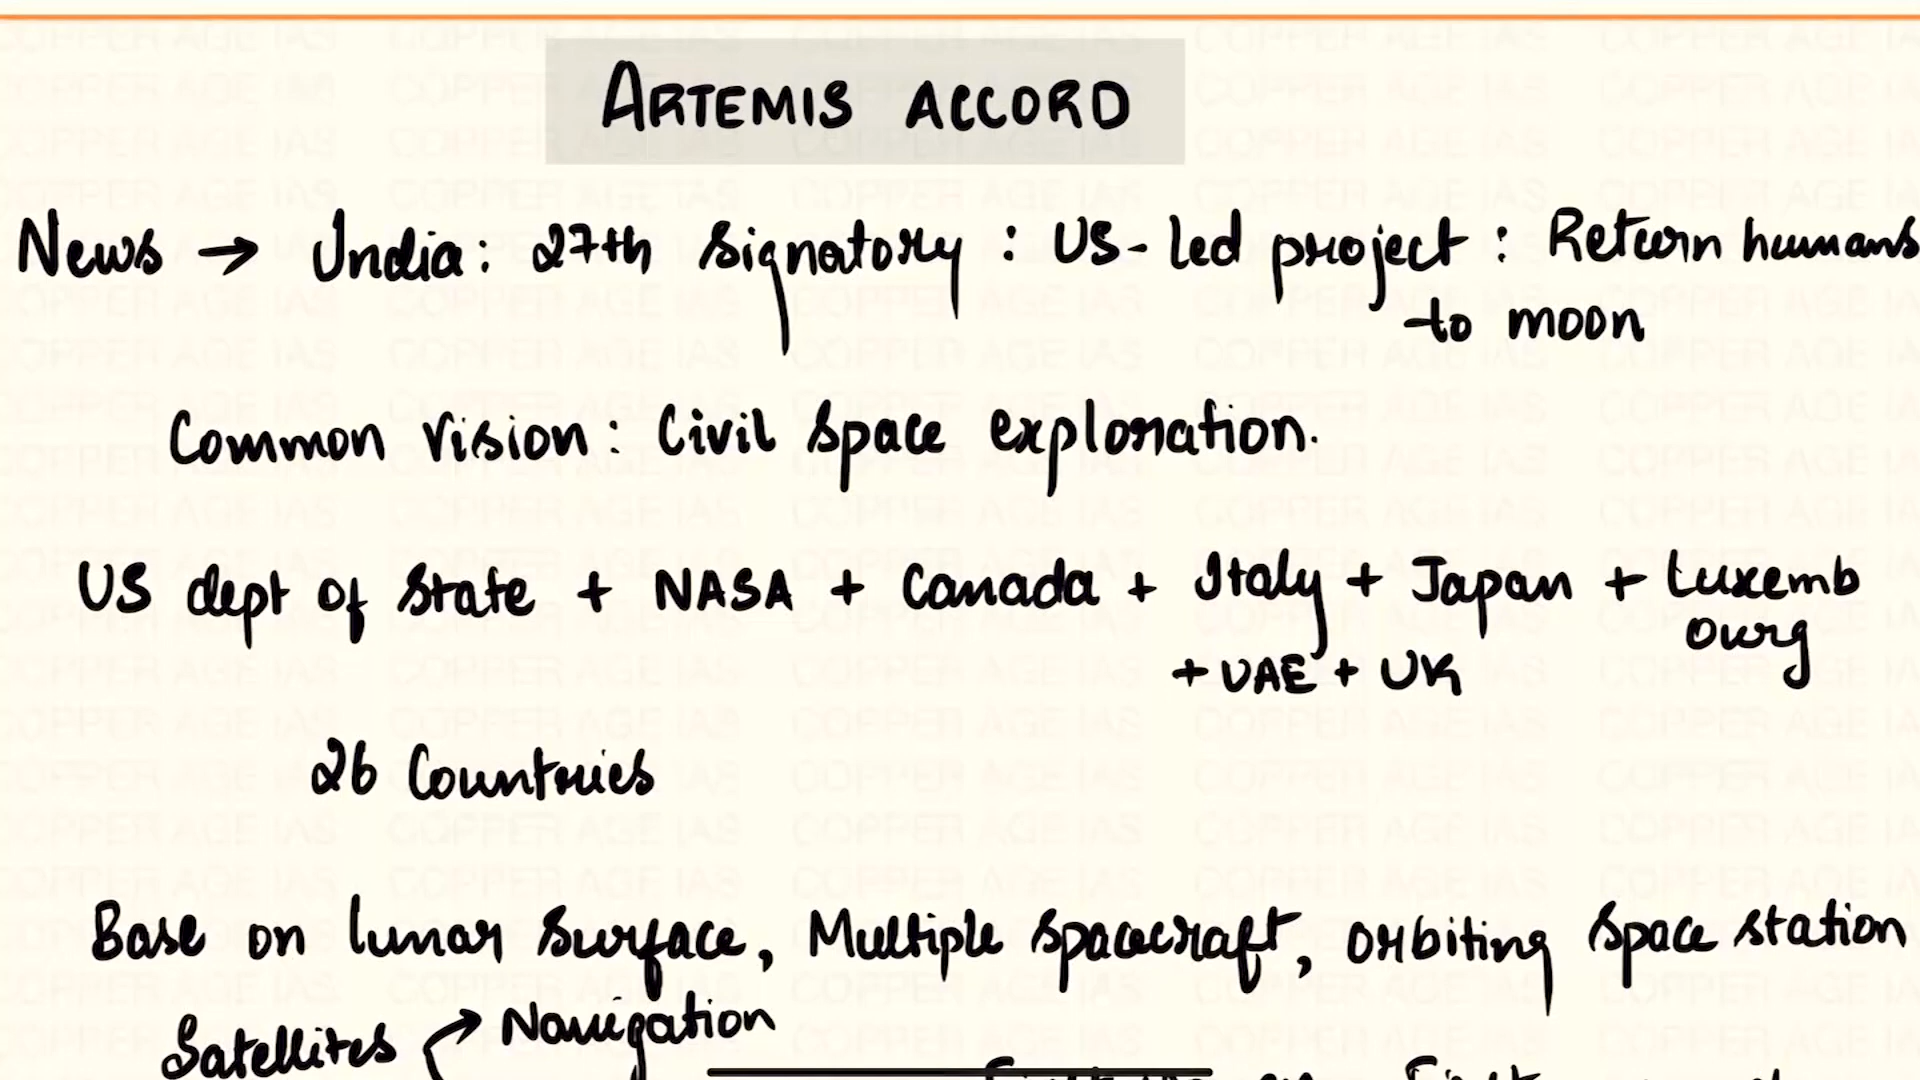 ARTEMIS ACCORD
News → India: 27th signatory : US-led project : Return humans
to moon
Common vision: Civil space exploration.
US dept of state + NASA + Canada + Italy + Japan + Luxemb
ourg
+ UAE + UK
26 Countries
Base on lunar surface, Multiple spacecraft, orbiting space station
Satellites → Navigation